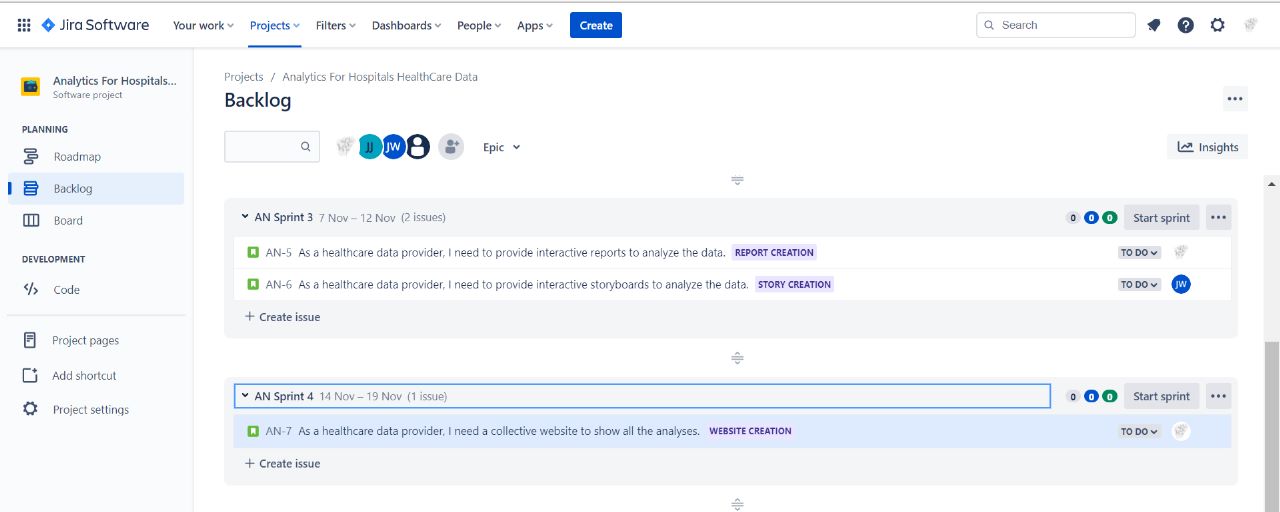 Jira Software Your work Projects Filters Dashboards People Apps Create Search
Analytics For Hospitals...
Software project
PLANNING
Roadmap
Backlog
Board
DEVELOPMENT
Code
Project pages
Add shortcut
Project settings
Projects / Analytics For Hospitals HealthCare Data
Backlog
JJ JW Epic Insights
AN Sprint 3 7 Nov – 12 Nov (2 issues) 0 0 0 Start sprint
AN-5 As a healthcare data provider, I need to provide interactive reports to analyze the data. REPORT CREATION TO DO
AN-6 As a healthcare data provider, I need to provide interactive storyboards to analyze the data. STORY CREATION TO DO JW
+ Create issue
AN Sprint 4 14 Nov – 19 Nov (1 issue) 0 0 0 Start sprint
AN-7 As a healthcare data provider, I need a collective website to show all the analyses. WEBSITE CREATION TO DO
+ Create issue